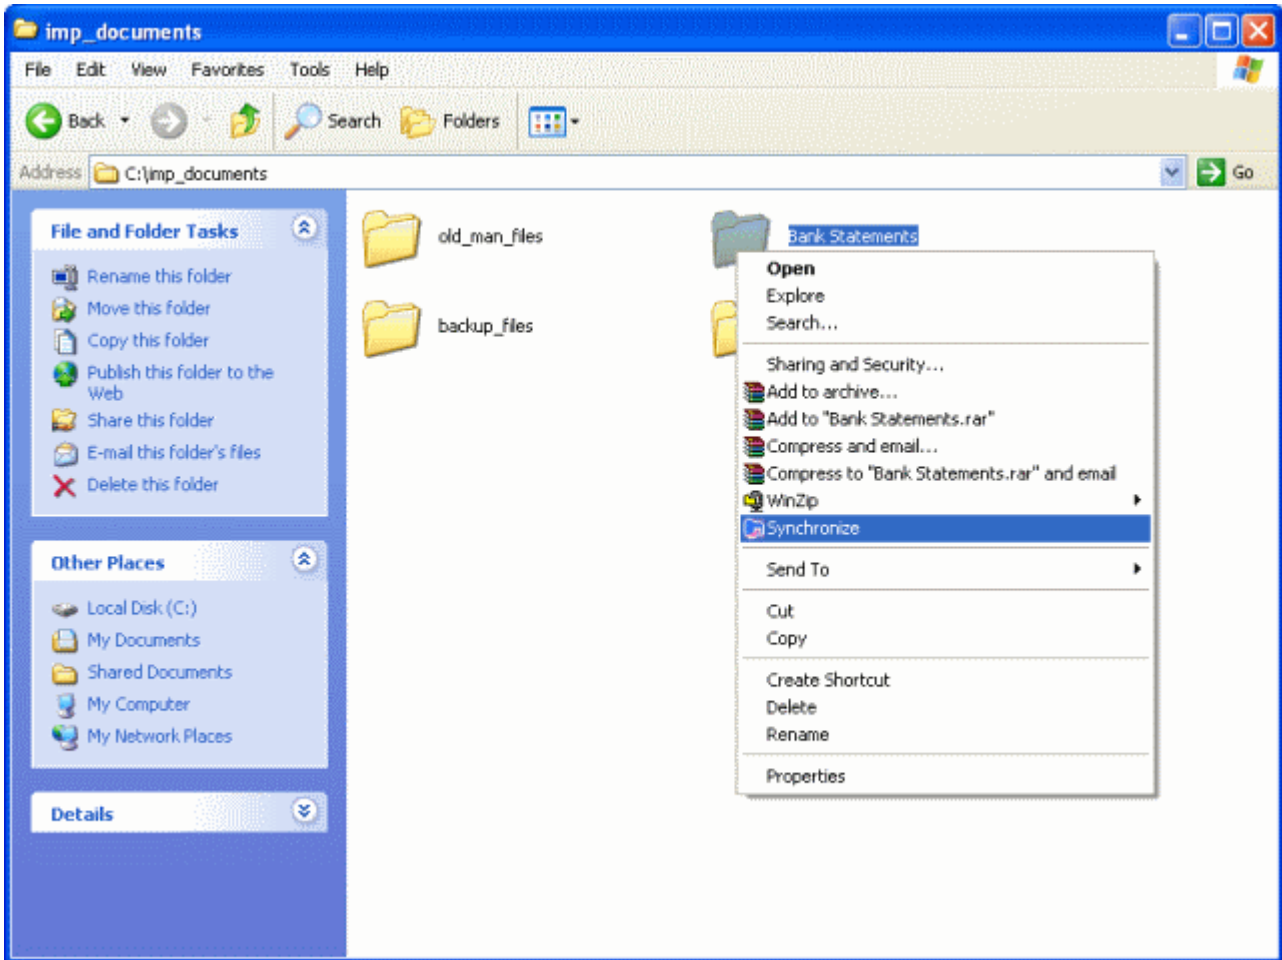 imp_documents
File Edit View Favorites Tools Help
Back Search Folders
Address C:\imp_documents Go
File and Folder Tasks
Rename this folder
Move this folder
Copy this folder
Publish this folder to the
Web
Share this folder
E-mail this folder's files
Delete this folder
Other Places
Local Disk (C:)
My Documents
Shared Documents
My Computer
My Network Places
Details
old_man_files
Bank Statements
backup_files
Open
Explore
Search...
Sharing and Security...
Add to archive...
Add to "Bank Statements.rar"
Compress and email...
Compress to "Bank Statements.rar" and email
WinZip
Synchronize
Send To
Cut
Copy
Create Shortcut
Delete
Rename
Properties